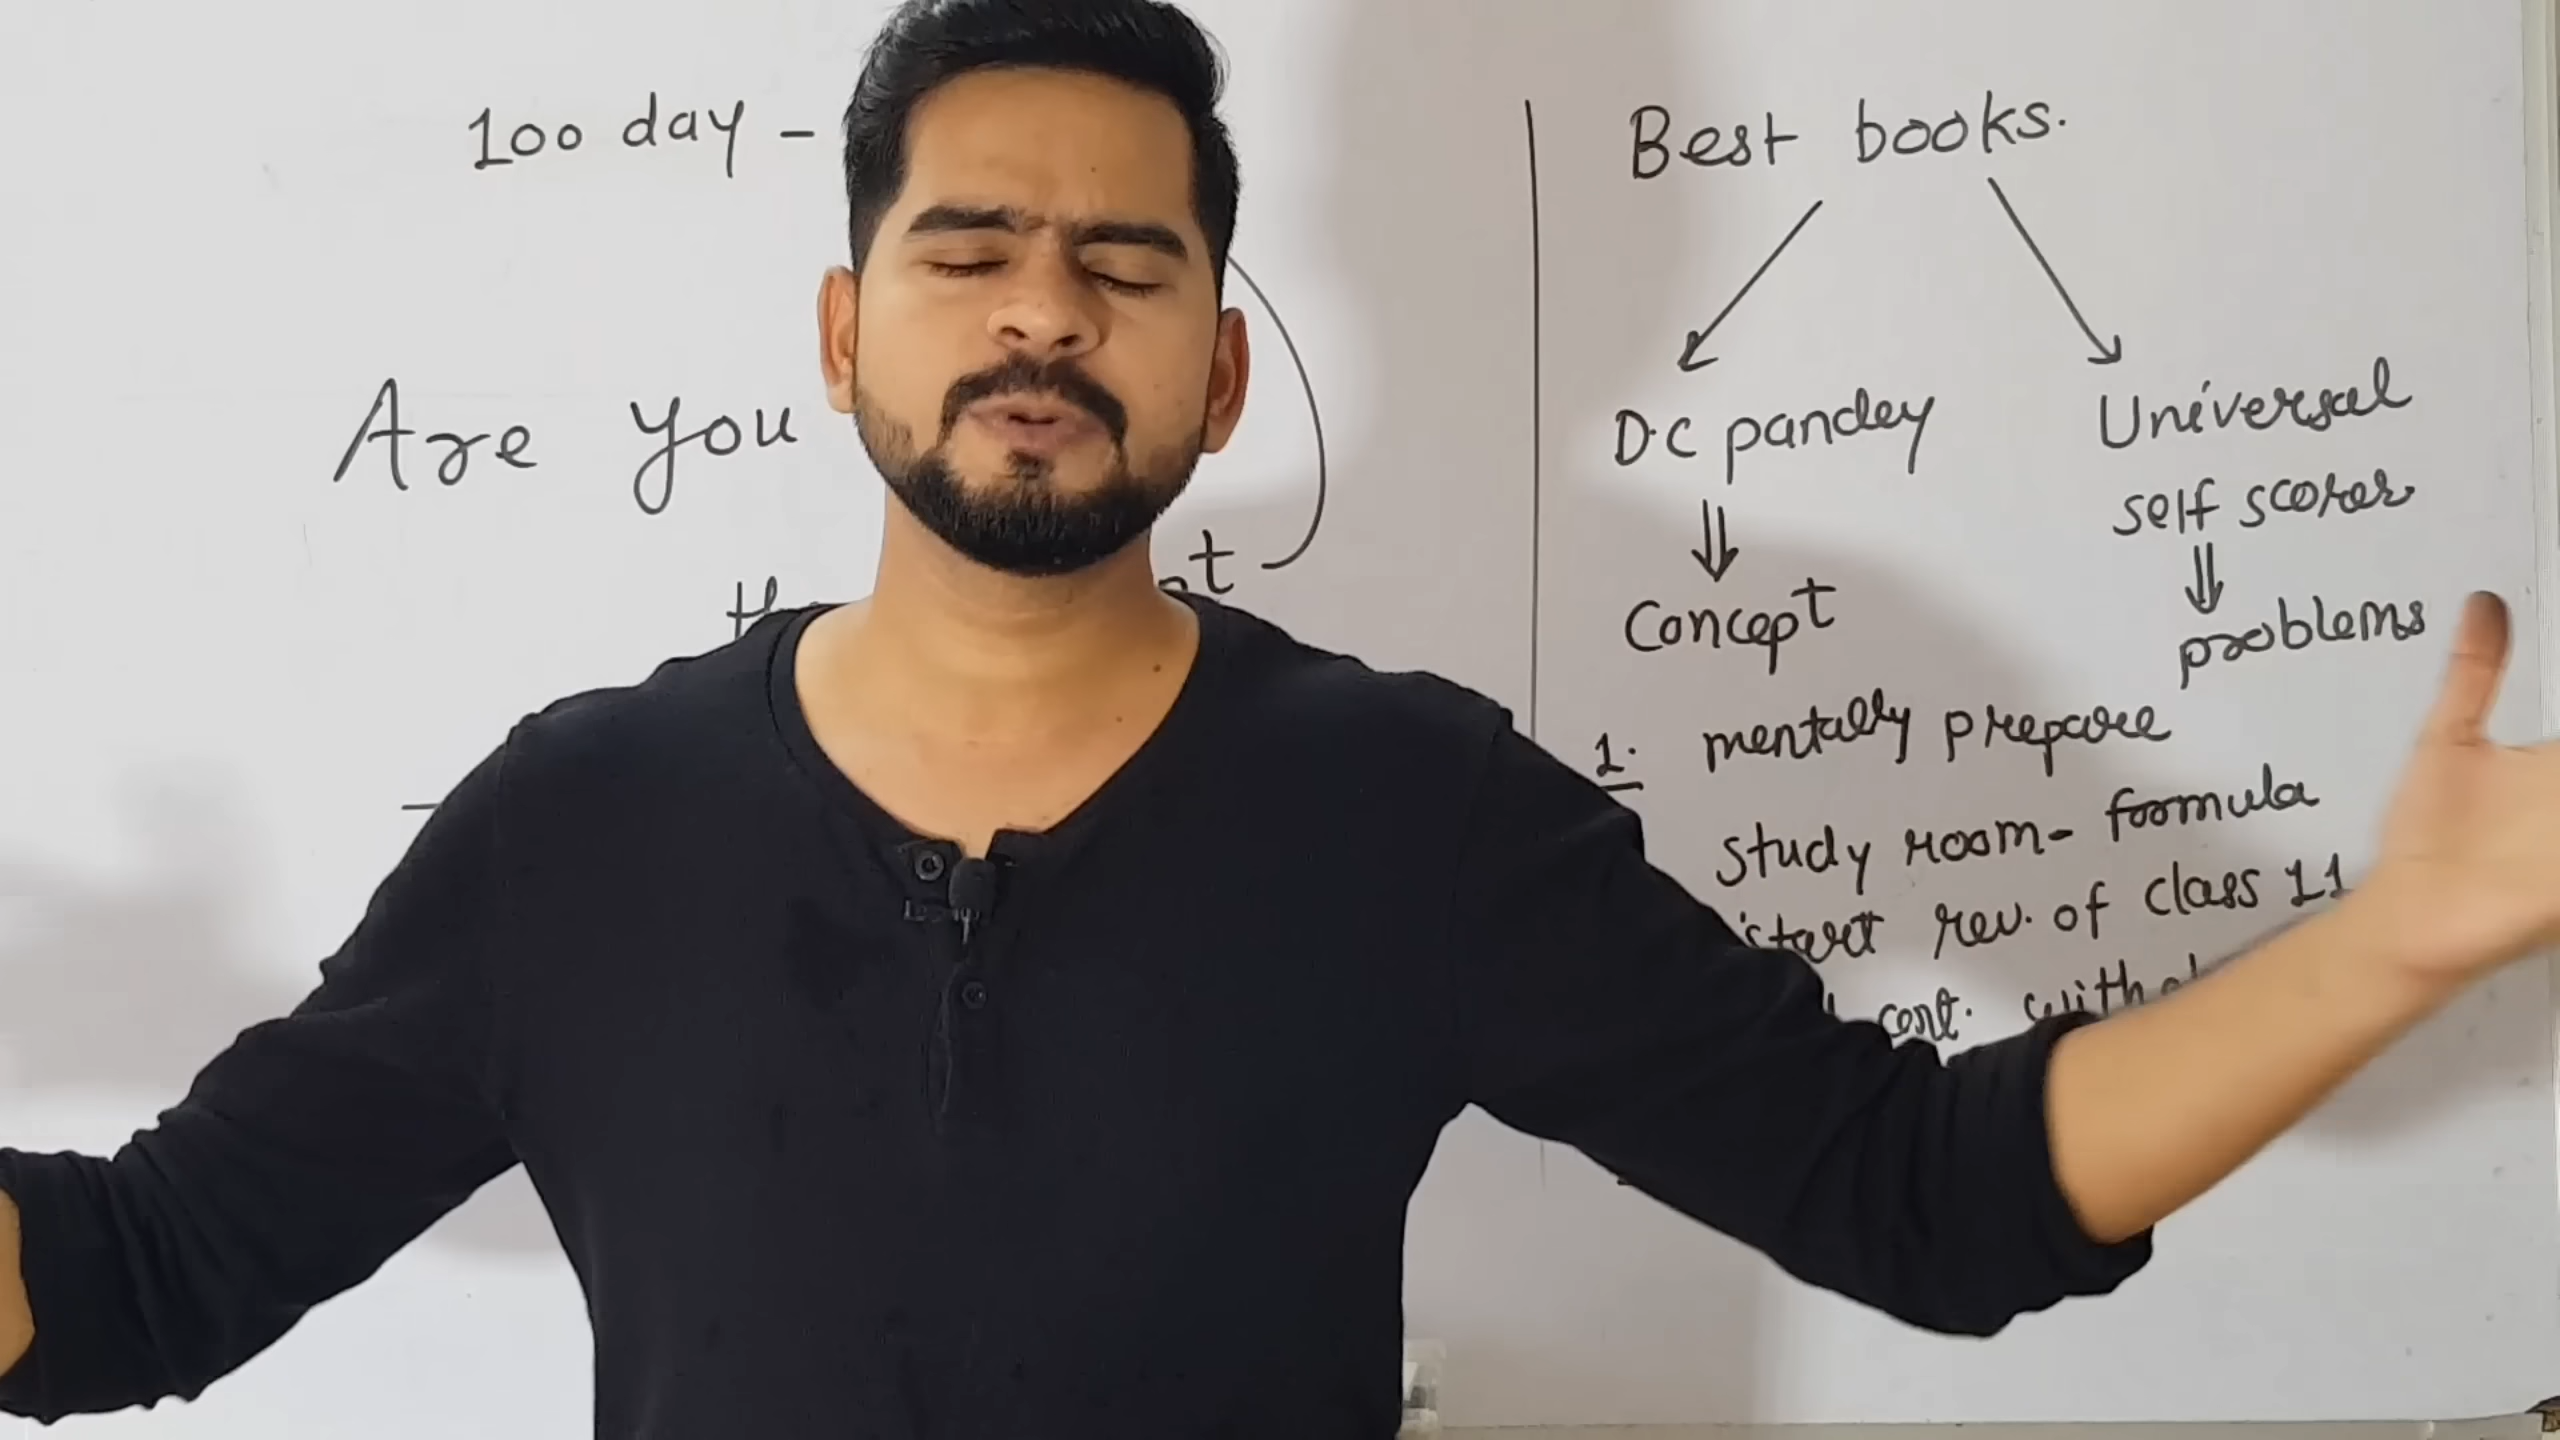 100 day -
Are you
Best books.
D.C pandey
Concept
Universal
self scorer
problems
1. mentally prepare
study room- formula
start rev. of class 11
cont.